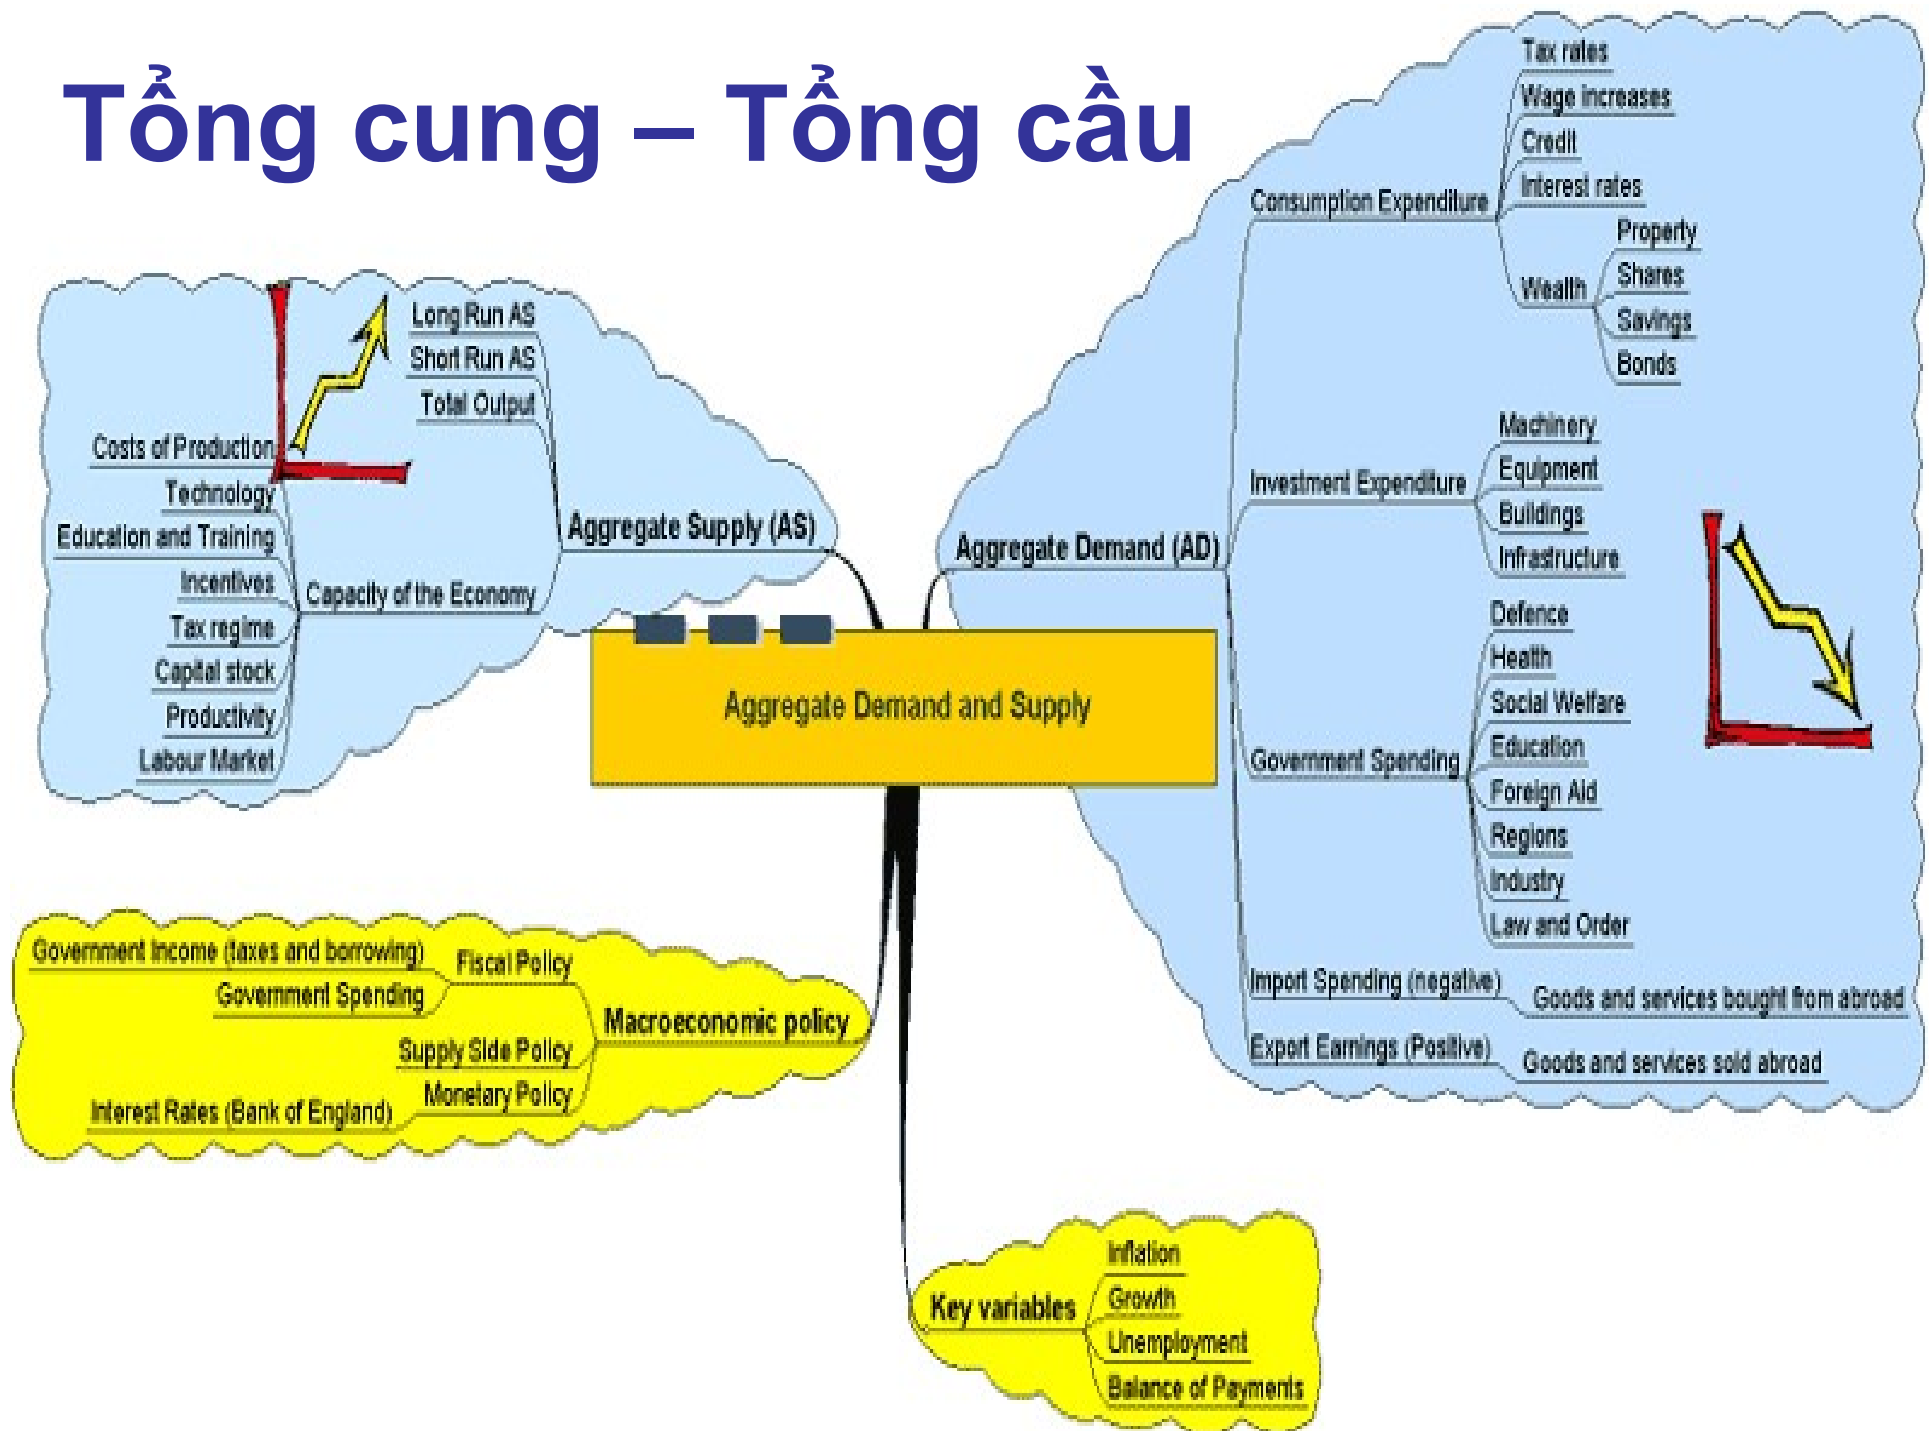 Tổng cung – Tổng cầu
Long Run AS
Short Run AS
Total Output
Costs of Production
Technology
Education and Training
Incentives
Tax regime
Capital stock
Productivity
Labour Market
Capacity of the Economy
Aggregate Supply (AS)
Aggregate Demand (AD)
Consumption Expenditure
Tax rates
Wage increases
Credit
Interest rates
Wealth
Property
Shares
Savings
Bonds
Investment Expenditure
Machinery
Equipment
Buildings
Infrastructure
Government Spending
Defence
Health
Social Welfare
Education
Foreign Aid
Regions
Industry
Law and Order
Import Spending (negative)
Goods and services bought from abroad
Export Earnings (Positive)
Goods and services sold abroad
Aggregate Demand and Supply
Government Income (taxes and borrowing)
Government Spending
Fiscal Policy
Supply Side Policy
Monetary Policy
Interest Rates (Bank of England)
Macroeconomic policy
Key variables
Inflation
Growth
Unemployment
Balance of Payments